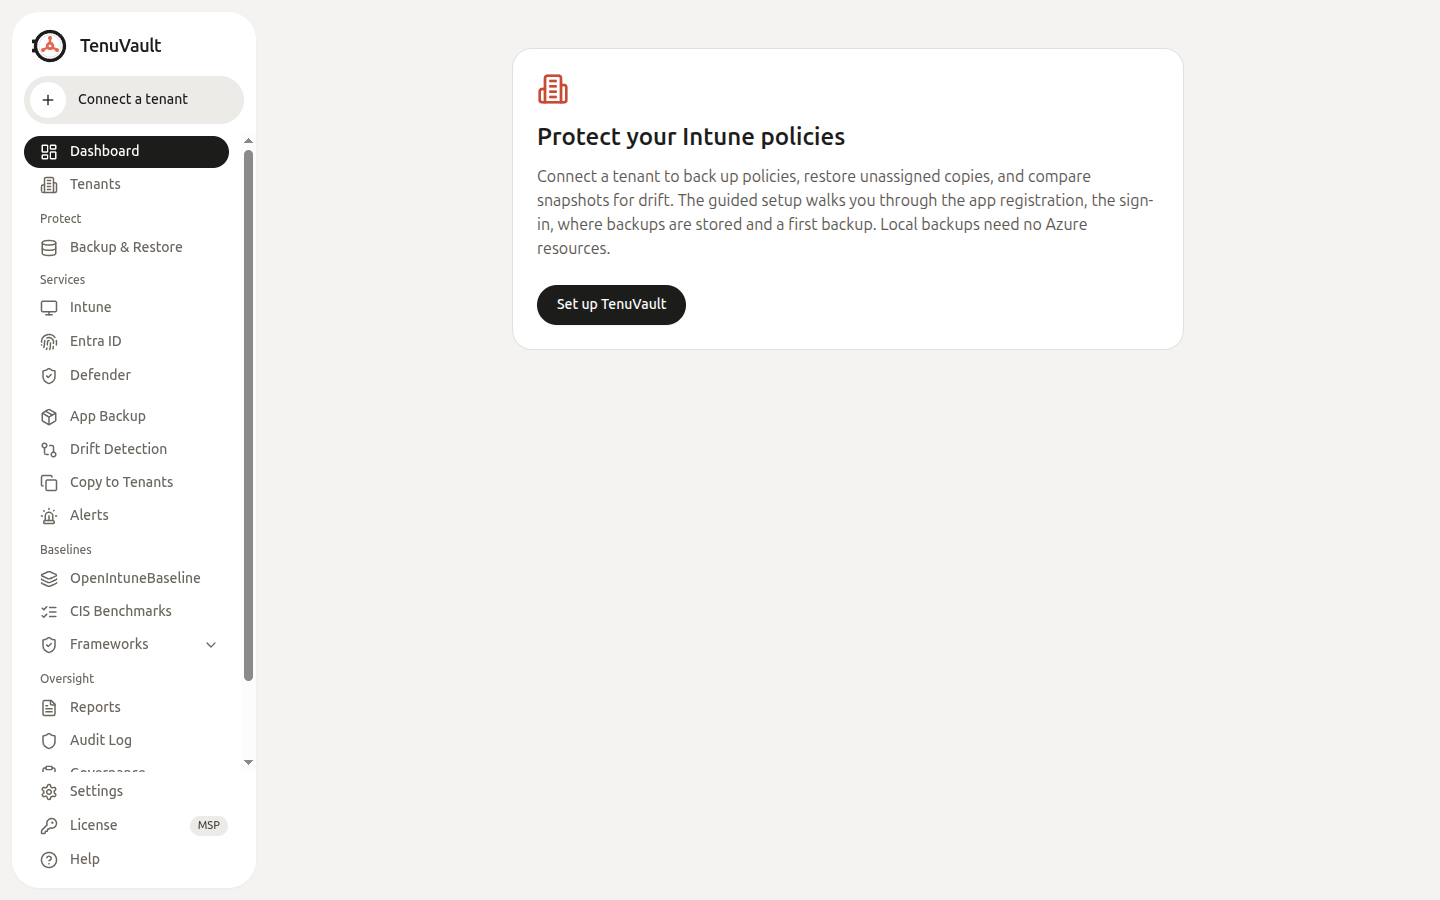 TenuVault
Connect a tenant
Dashboard
Tenants
Protect
Backup & Restore
Services
Intune
Entra ID
Defender
App Backup
Drift Detection
Copy to Tenants
Alerts
Baselines
OpenIntuneBaseline
CIS Benchmarks
Frameworks
Oversight
Reports
Audit Log
Governance
Settings
License
MSP
Help
Protect your Intune policies
Connect a tenant to back up policies, restore unassigned copies, and compare
snapshots for drift. The guided setup walks you through the app registration, the sign-
in, where backups are stored and a first backup. Local backups need no Azure
resources.
Set up TenuVault